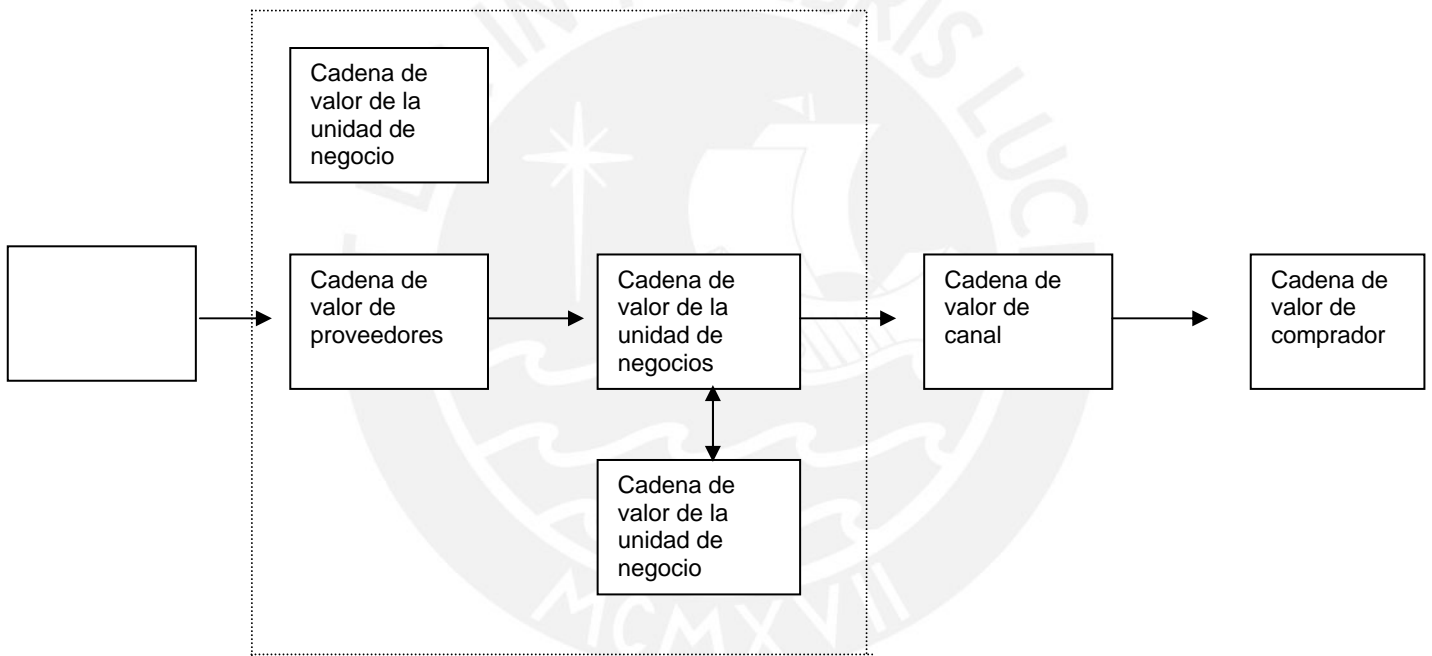 Cadena de
valor de la
unidad de
negocio
Cadena de
valor de
proveedores
Cadena de
valor de la
unidad de
negocios
Cadena de
valor de
canal
Cadena de
valor de
comprador
Cadena de
valor de la
unidad de
negocio
MCMXVII